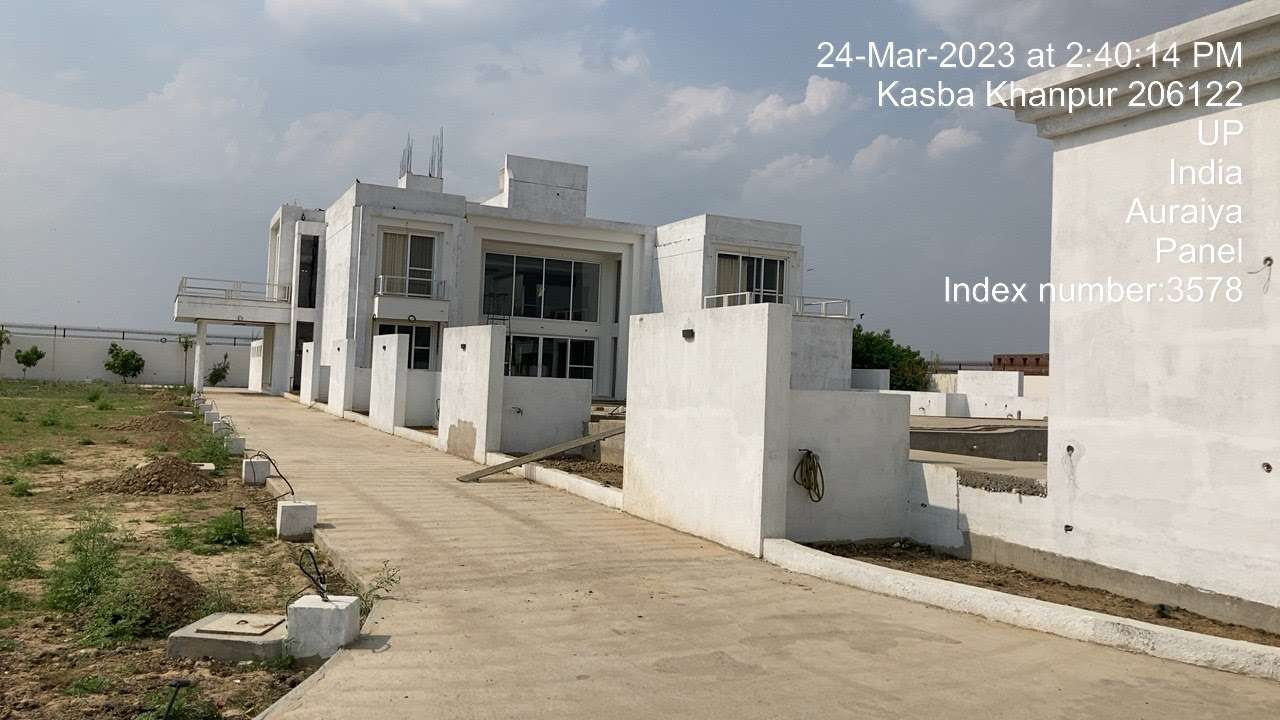 24-Mar-2023 at 2:40:14 PM
Kasba Khanpur 206122
UP
India
Auraiya
Panel
Index number:3578